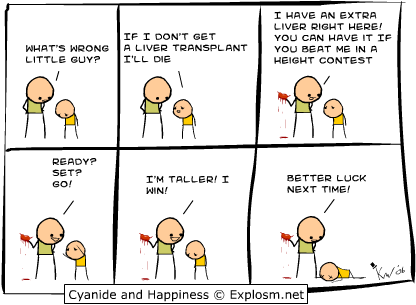 WHAT'S WRONG
LITTLE GUY?
IF I DON'T GET
A LIVER TRANSPLANT
I'LL DIE
I HAVE AN EXTRA
LIVER RIGHT HERE!
YOU CAN HAVE IT IF
YOU BEAT ME IN A
HEIGHT CONTEST
READY?
SET?
GO!
I'M TALLER! I
WIN!
BETTER LUCK
NEXT TIME!
Cyanide and Happiness © Explosm.net